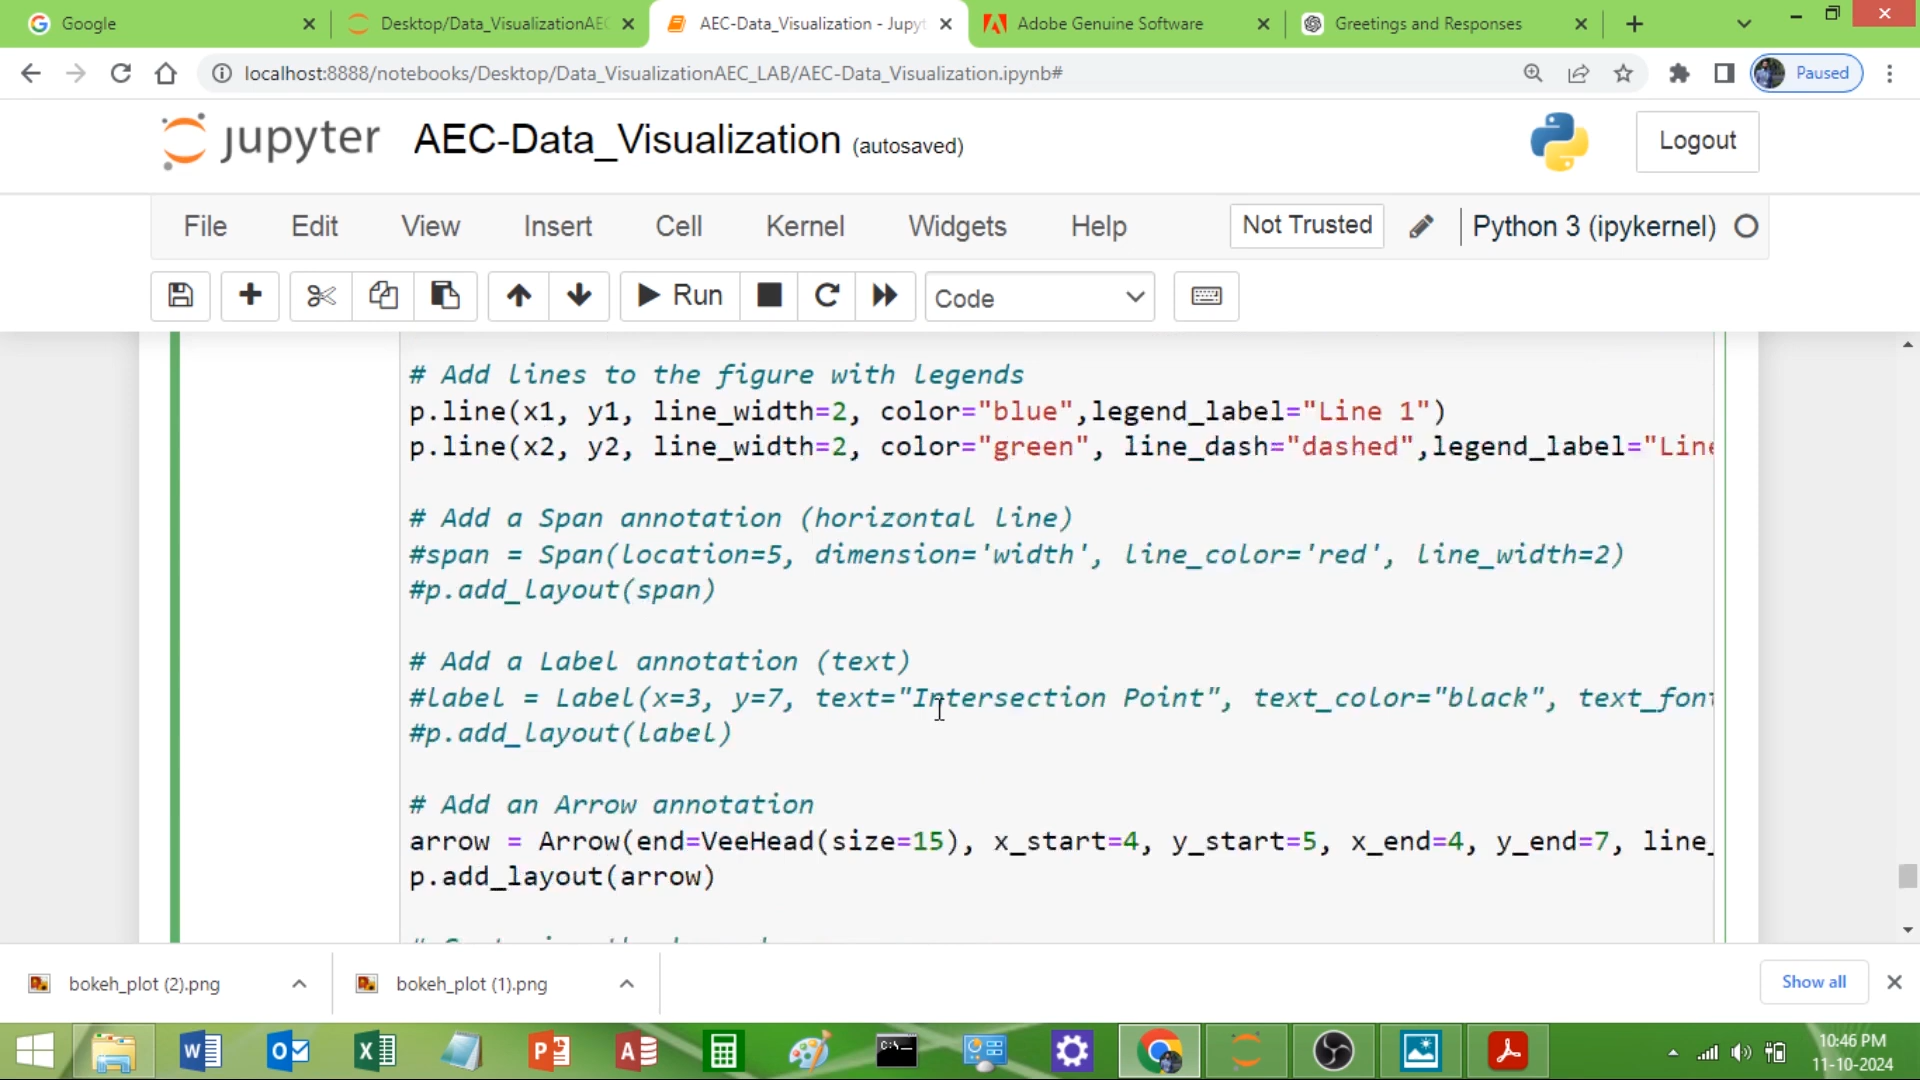 Google
Desktop/Data_VisualizationAEC
AEC-Data_Visualization - Jupyt
Adobe Genuine Software
Greetings and Responses
localhost:8888/notebooks/Desktop/Data_VisualizationAEC_LAB/AEC-Data_Visualization.ipynb#
Paused
jupyter AEC-Data_Visualization (autosaved)
Logout
File Edit View Insert Cell Kernel Widgets Help
Not Trusted
Python 3 (ipykernel)
Run
Code
# Add lines to the figure with legends
p.line(x1, y1, line_width=2, color="blue",legend_label="Line 1")
p.line(x2, y2, line_width=2, color="green", line_dash="dashed",legend_label="Line
# Add a Span annotation (horizontal line)
#span = Span(location=5, dimension='width', line_color='red', line_width=2)
#p.add_layout(span)
# Add a Label annotation (text)
#label = Label(x=3, y=7, text="Intersection Point", text_color="black", text_font
#p.add_layout(label)
# Add an Arrow annotation
arrow = Arrow(end=VeeHead(size=15), x_start=4, y_start=5, x_end=4, y_end=7, line_
p.add_layout(arrow)
bokeh_plot (2).png
bokeh_plot (1).png
Show all
10:46 PM
11-10-2024